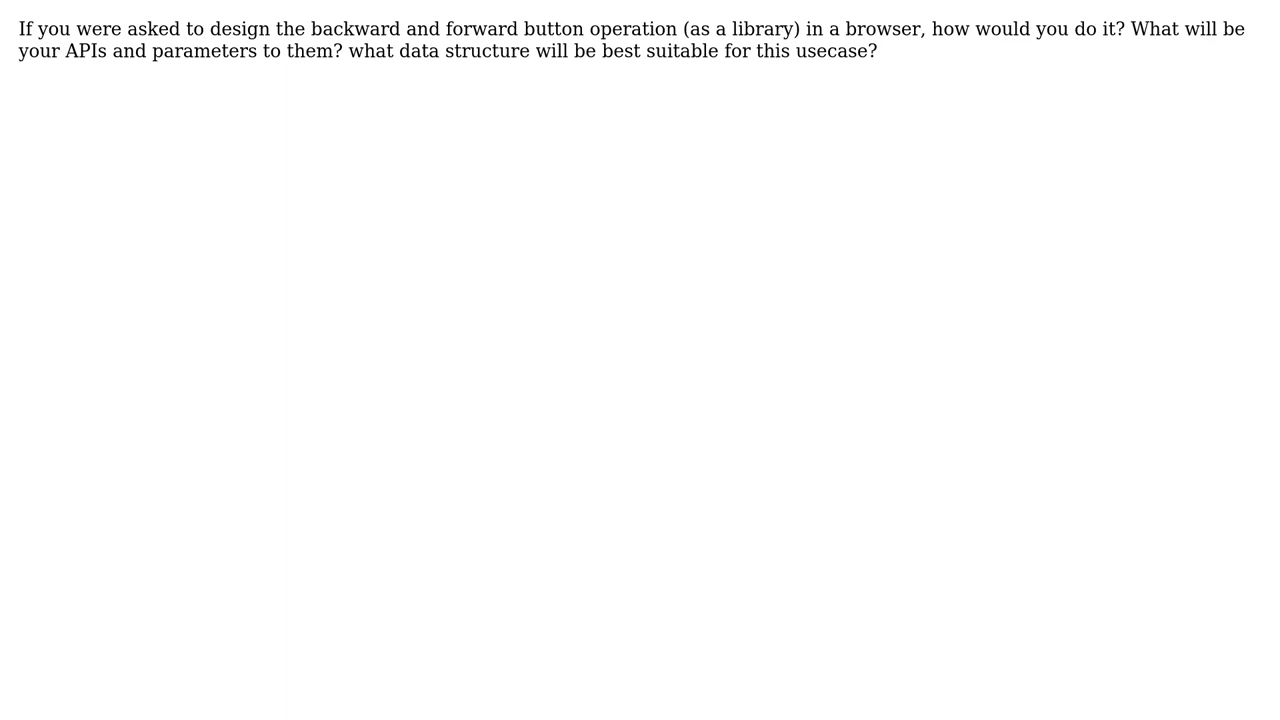 If you were asked to design the backward and forward button operation (as a library) in a browser, how would you do it? What will be
your APIs and parameters to them? what data structure will be best suitable for this usecase?